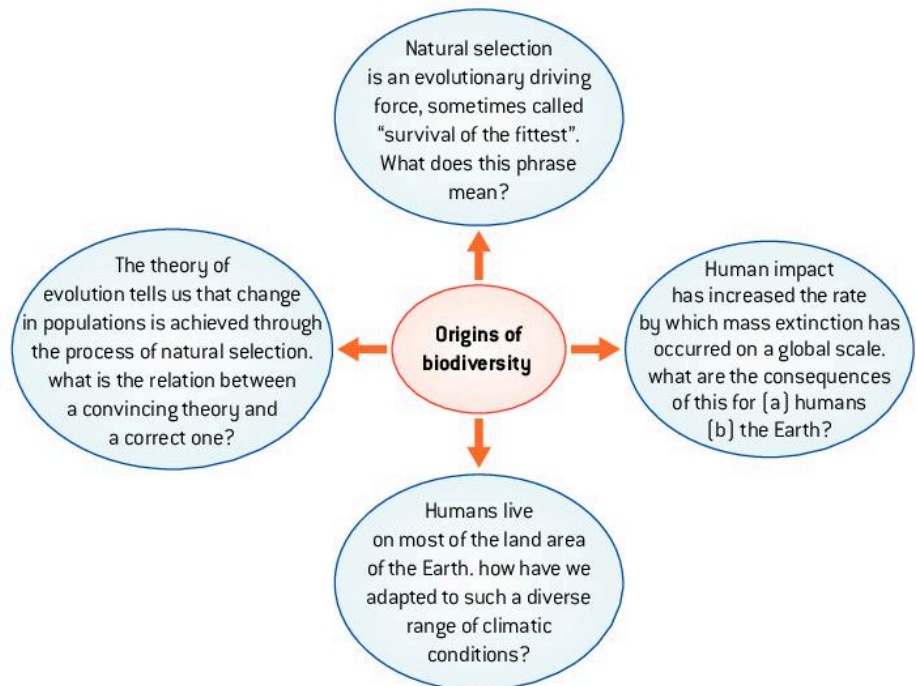 Natural selection
is an evolutionary driving
force, sometimes called
“survival of the fittest”.
What does this phrase
mean?
The theory of
evolution tells us that change
in populations is achieved through
the process of natural selection.
what is the relation between
a convincing theory and
a correct one?
Origins of
biodiversity
Human impact
has increased the rate
by which mass extinction has
occurred on a global scale.
what are the consequences
of this for (a) humans
(b) the Earth?
Humans live
on most of the land area
of the Earth. how have we
adapted to such a diverse
range of climatic
conditions?